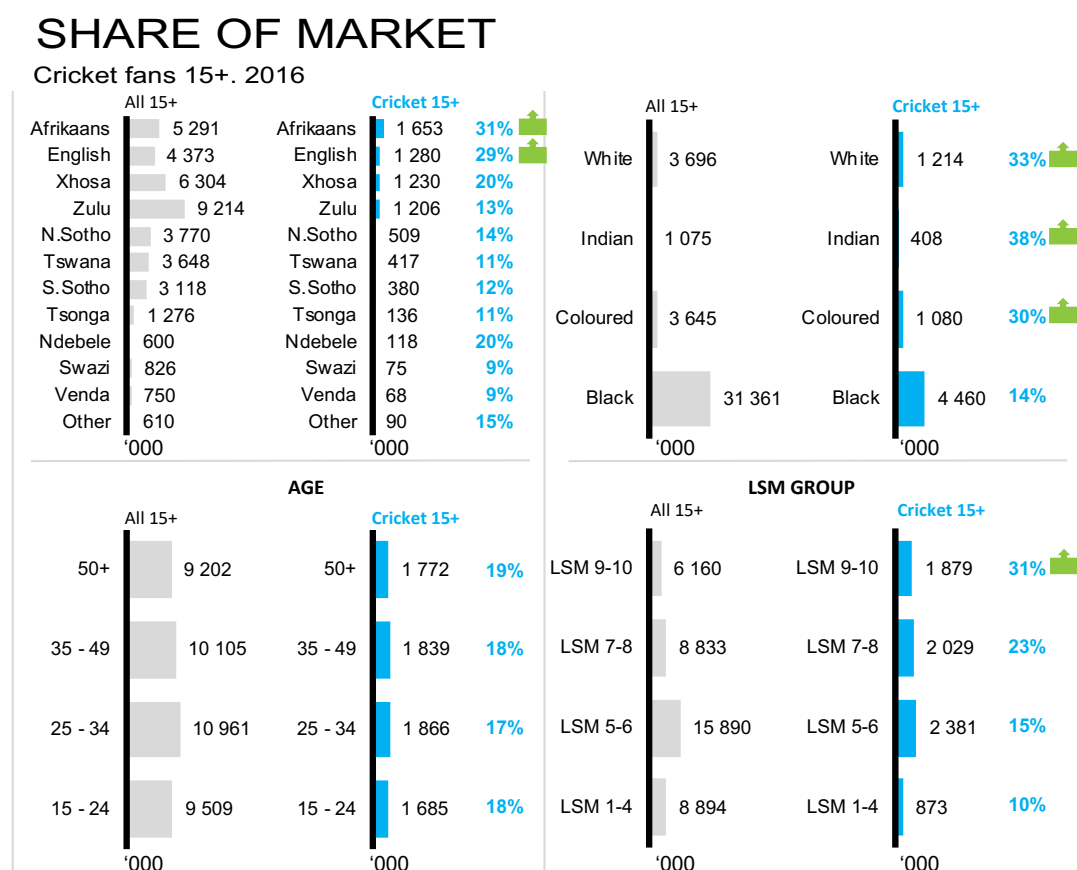 SHARE OF MARKET
Cricket fans 15+. 2016
All 15+
Afrikaans 5 291
English 4 373
Xhosa 6 304
Zulu 9 214
N.Sotho 3 770
Tswana 3 648
S.Sotho 3 118
Tsonga 1 276
Ndebele 600
Swazi 826
Venda 750
Other 610
‘000
Cricket 15+
Afrikaans 1 653 31%
English 1 280 29%
Xhosa 1 230 20%
Zulu 1 206 13%
N.Sotho 509 14%
Tswana 417 11%
S.Sotho 380 12%
Tsonga 136 11%
Ndebele 118 20%
Swazi 75 9%
Venda 68 9%
Other 90 15%
‘000
All 15+
White 3 696
Indian 1 075
Coloured 3 645
Black 31 361
‘000
Cricket 15+
White 1 214 33%
Indian 408 38%
Coloured 1 080 30%
Black 4 460 14%
‘000
AGE
All 15+
50+ 9 202
35 - 49 10 105
25 - 34 10 961
15 - 24 9 509
‘000
Cricket 15+
50+ 1 772 19%
35 - 49 1 839 18%
25 - 34 1 866 17%
15 - 24 1 685 18%
‘000
LSM GROUP
All 15+
LSM 9-10 6 160
LSM 7-8 8 833
LSM 5-6 15 890
LSM 1-4 8 894
‘000
Cricket 15+
LSM 9-10 1 879 31%
LSM 7-8 2 029 23%
LSM 5-6 2 381 15%
LSM 1-4 873 10%
‘000